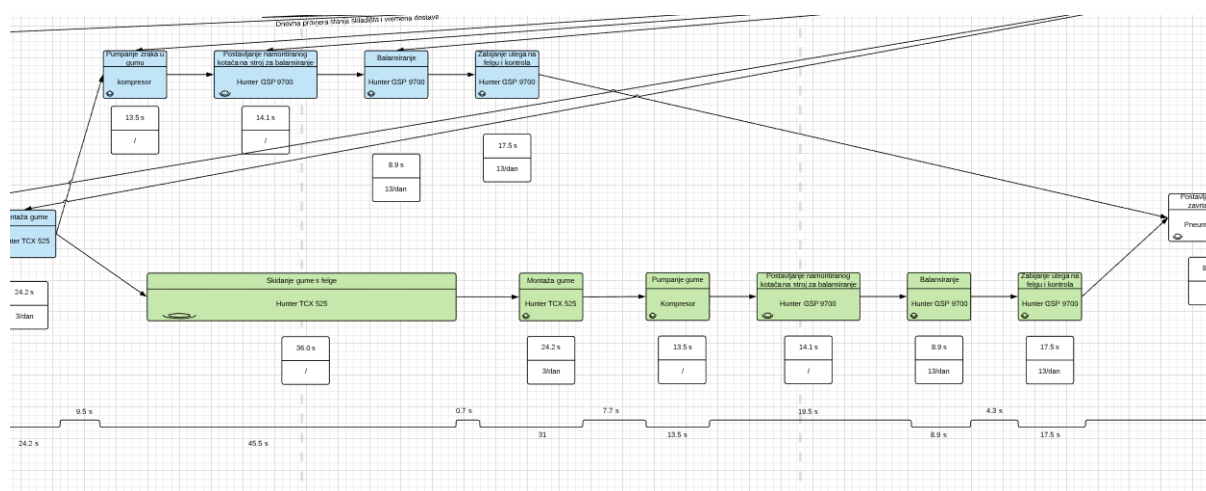 Dnevna provjera stanja skladišta i vremena dostave
Pumpanje zraka u
gumu
kompresor
Postavljanje namontiranog
kotača na stroj za balansiranje
Hunter GSP 9700
Balansiranje
Hunter GSP 9700
Zabijanje utega na
felgu i kontrola
Hunter GSP 9700
13.5 s
/
14.1 s
/
8.9 s
13/dan
17.5 s
13/dan
ntaža gume
nter TCX 525
24.2 s
3/dan
Postavlj
zavrta
Pneum
8
Skidanje gume s felge
Hunter TCX 525
Montaža gume
Hunter TCX 525
Pumpanje gume
Kompresor
Postavljanje namontiranog
kotača na stroj za balansiranje
Hunter GSP 9700
Balansiranje
Hunter GSP 9700
Zabijanje utega na
felgu i kontrola
Hunter GSP 9700
36.0 s
/
24.2 s
3/dan
13.5 s
/
14.1 s
/
8.9 s
13/dan
17.5 s
13/dan
9.5 s
0.7 s
7.7 s
19.5 s
4.3 s
24.2 s
45.5 s
31
13.5 s
8.9 s
17.5 s